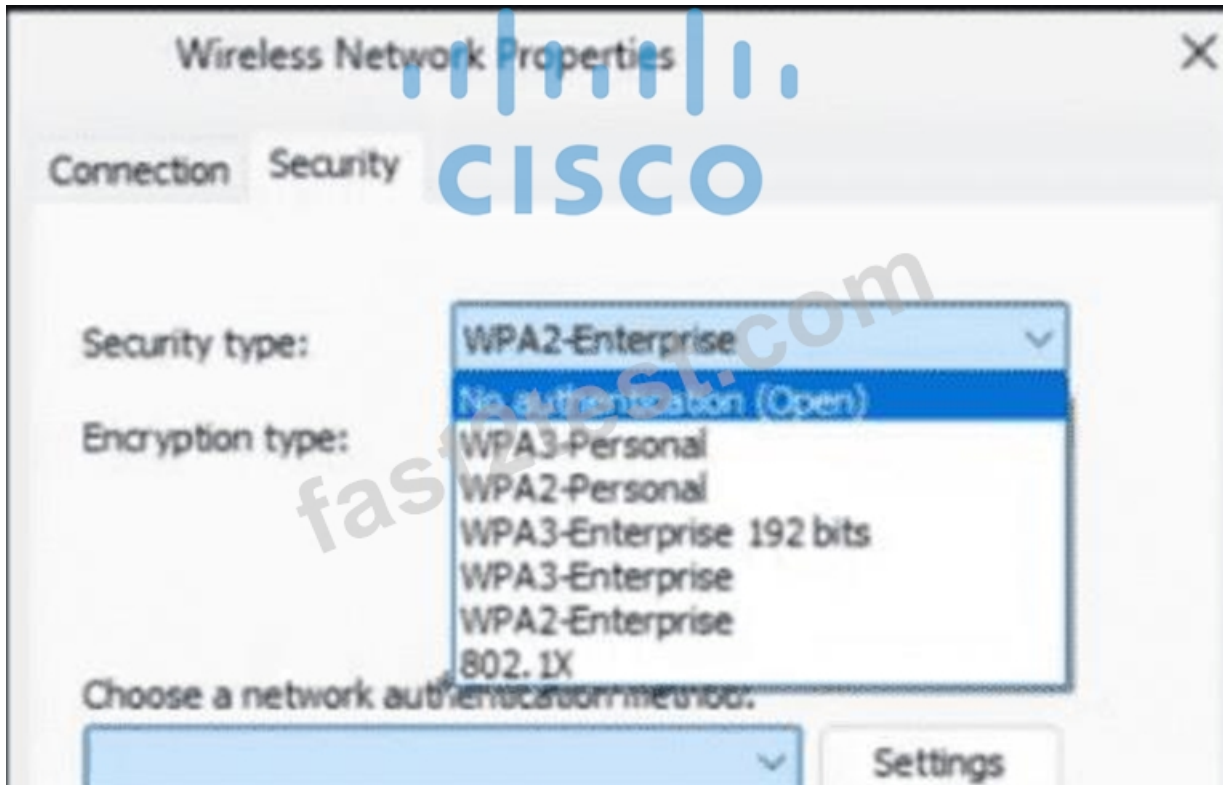 Wireless Network Properties
CISCO
Connection Security
Security type:
WPA2-Enterprise
No authentication (Open)
Encryption type:
WPA3-Personal
WPA2-Personal
WPA3-Enterprise 192 bits
WPA3-Enterprise
WPA2-Enterprise
802.1X
Choose a network authentication method:
Settings